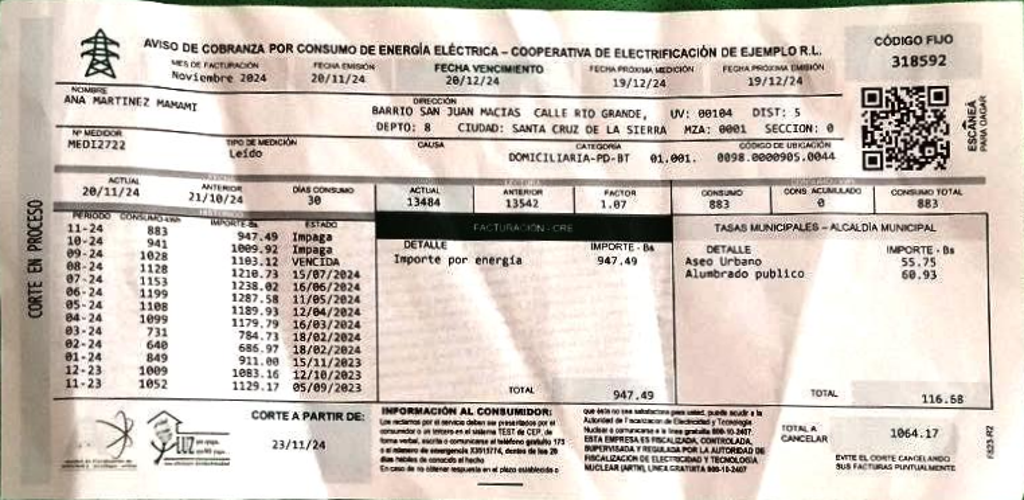 AVISO DE COBRANZA POR CONSUMO DE ENERGÍA ELÉCTRICA – COOPERATIVA DE ELECTRIFICACIÓN DE EJEMPLO R.L.
CÓDIGO FIJO
318592
MES DE FACTURACIÓN FECHA EMISIÓN FECHA VENCIMIENTO FECHA PRÓXIMA MEDICIÓN FECHA PRÓXIMA EMISIÓN
Noviembre 2024 20/11/24 20/12/24 19/12/24 19/12/24
NOMBRE
ANA MARTINEZ MAMANI
DIRECCIÓN
BARRIO SAN JUAN MACIAS CALLE RIO GRANDE, UV: 00104 DIST: 5
DEPTO: 8 CIUDAD: SANTA CRUZ DE LA SIERRA MZA: 0001 SECCION: 0
ESCANEÁ PARA PAGAR
Nº MEDIDOR TIPO DE MEDICIÓN CAUSA CATEGORÍA CÓDIGO DE UBICACIÓN
MEDI2722 Leído DOMICILIARIA-PD-BT 01.001. 0098.0000905.0044
CORTE EN PROCESO
ACTUAL ANTERIOR DÍAS CONSUMO ACTUAL ANTERIOR FACTOR CONSUMO CONS. ACUMULADO CONSUMO TOTAL
20/11/24 21/10/24 30 13484 13542 1.07 883 0 883
PERIODO CONSUMO kWh IMPORTE-Bs ESTADO
11-24 883 947.49 Impaga
10-24 941 1009.92 Impaga
09-24 1028 1103.12 VENCIDA
08-24 1128 1210.73 15/07/2024
07-24 1153 1238.02 16/06/2024
06-24 1199 1287.58 11/05/2024
05-24 1108 1189.93 12/04/2024
04-24 1099 1179.79 16/03/2024
03-24 731 784.73 18/02/2024
02-24 640 686.97 18/02/2024
01-24 849 911.00 15/11/2023
12-23 1009 1083.16 12/10/2023
11-23 1052 1129.17 05/09/2023
FACTURACIÓN - CRE
DETALLE IMPORTE - Bs
Importe por energía 947.49
TOTAL 947.49
TASAS MUNICIPALES – ALCALDÍA MUNICIPAL
DETALLE IMPORTE - Bs
Aseo Urbano 55.75
Alumbrado publico 60.93
TOTAL 116.68
LUZ
CORTE A PARTIR DE:
23/11/24
INFORMACIÓN AL CONSUMIDOR:
Los reclamos por el servicio deben ser presentados por el
consumidor o un tercero en el sistema TEST de CEP, de
forma verbal, escrita o comunicarse al teléfono gratuito 173
o al número de emergencia X3515774, dentro de los 20
días hábiles de conocido el hecho
En caso de no obtener respuesta en el plazo establecido o
que ésta no sea satisfactoria para usted, puede acudir a la
Autoridad de Fiscalización de Electricidad y Tecnología
Nuclear o comunicarse a la línea gratuita 800-10-2407.
ESTA EMPRESA ES FISCALIZADA, CONTROLADA,
SUPERVISADA Y REGULADA POR LA AUTORIDAD DE
FISCALIZACIÓN DE ELECTRICIDAD Y TECNOLOGÍA
NUCLEAR (AETN), LÍNEA GRATUITA 800-10-2407
TOTAL A
CANCELAR
1064.17
EVITE EL CORTE CANCELANDO
SUS FACTURAS PUNTUALMENTE
F823-R2